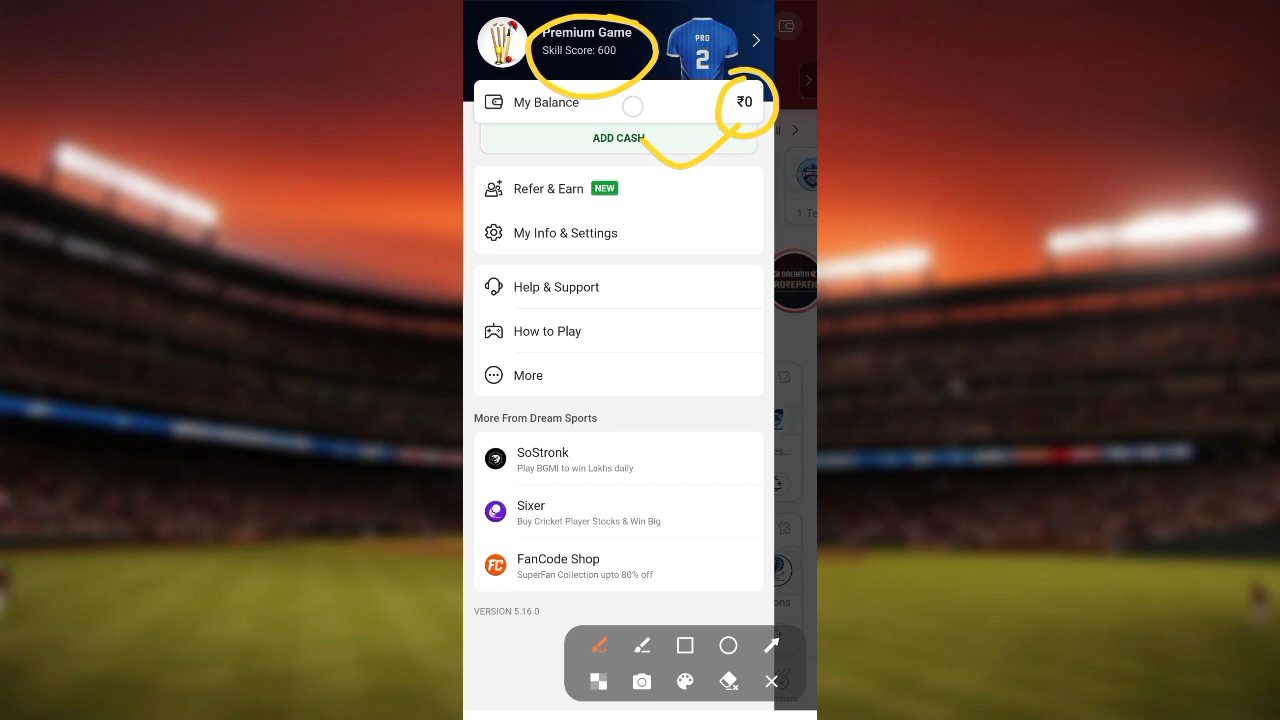 Premium Game
Skill Score: 600
PRO
2
My Balance
₹0
ADD CASH
Refer & Earn NEW
My Info & Settings
Help & Support
How to Play
More
More From Dream Sports
SoStronk
Play BGMI to win Lakhs daily
Sixer
Buy Cricket Player Stocks & Win Big
FanCode Shop
SuperFan Collection upto 80% off
VERSION 5.16.0
FC